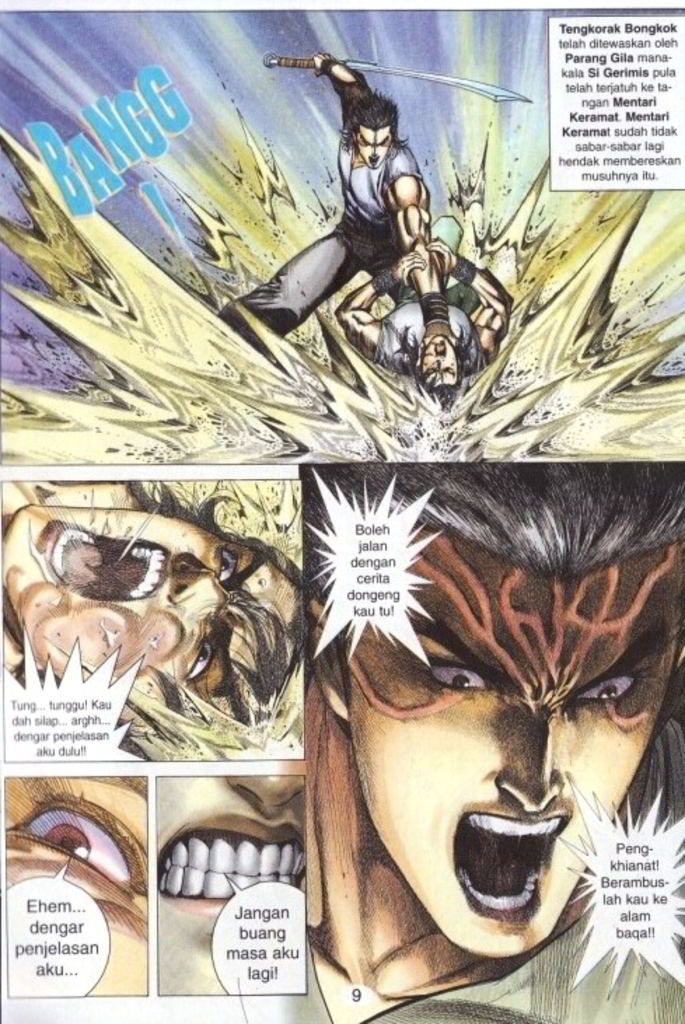 Tengkorak Bongkok
telah ditewaskan oleh
Parang Gila mana-
kala Si Gerimis pula
telah terjatuh ke ta-
ngan Mentari
Keramat. Mentari
Keramat sudah tidak
sabar-sabar lagi
hendak membereskan
musuhnya itu.
BANGG
!
Tung... tunggu! Kau
dah silap... arghh...
dengar penjelasan
aku dulu!!
Boleh
jalan
dengan
cerita
dongeng
kau tu!
Ehem...
dengar
penjelasan
aku...
Jangan
buang
masa aku
lagi!
Peng-
khianat!
Berambus-
lah kau ke
alam
baqa!!
9